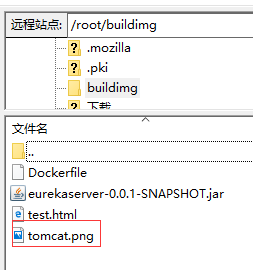 远程站点: /root/buildimg
.mozilla
.pki
buildimg
下载
文件名
..
Dockerfile
eurekaserver-0.0.1-SNAPSHOT.jar
test.html
tomcat.png